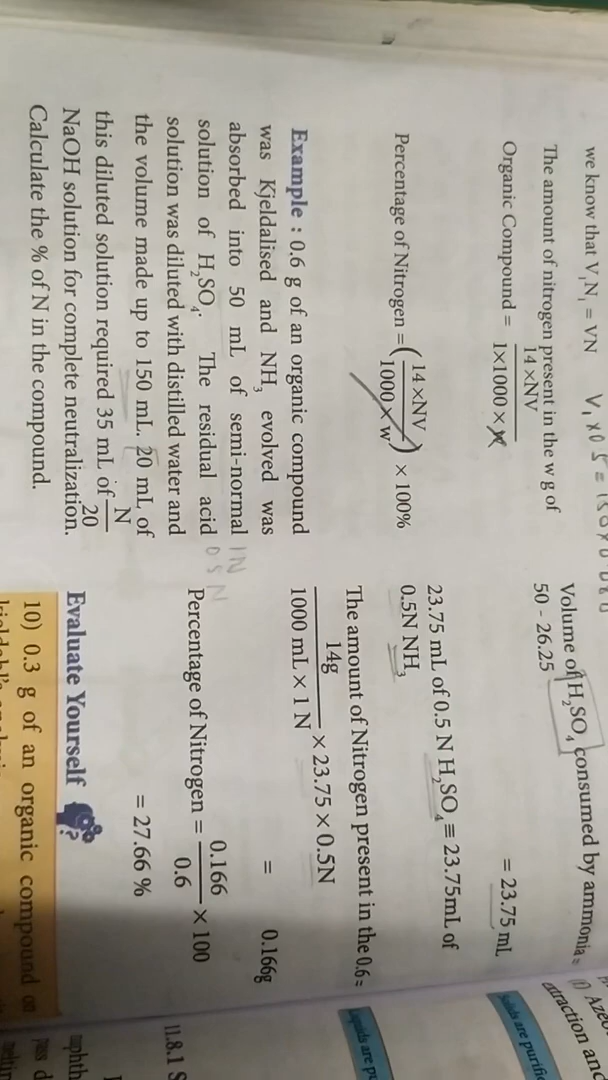 we know that V₁N₁ = VN
The amount of nitrogen present in the w g of
Organic Compound = 14 ×NV / 1×1000 × w
Percentage of Nitrogen = (14 ×NV / 1000 × w) × 100%
Example : 0.6 g of an organic compound
was Kjeldalised and NH₃ evolved was
absorbed into 50 mL of semi-normal
solution of H₂SO₄. The residual acid
solution was diluted with distilled water and
the volume made up to 150 mL. 20 mL of
this diluted solution required 35 mL of N/20
NaOH solution for complete neutralization.
Calculate the % of N in the compound.
Volume of H₂SO₄ consumed by ammonia =
50 - 26.25
= 23.75 mL
23.75 mL of 0.5 N H₂SO₄ ≡ 23.75mL of
0.5N NH₃
The amount of Nitrogen present in the 0.6 =
14g / 1000 mL × 1 N × 23.75 × 0.5N
= 0.166g
Percentage of Nitrogen = 0.166 / 0.6 × 100
= 27.66 %
Evaluate Yourself ?
10) 0.3 g of an organic compound
11.8.1